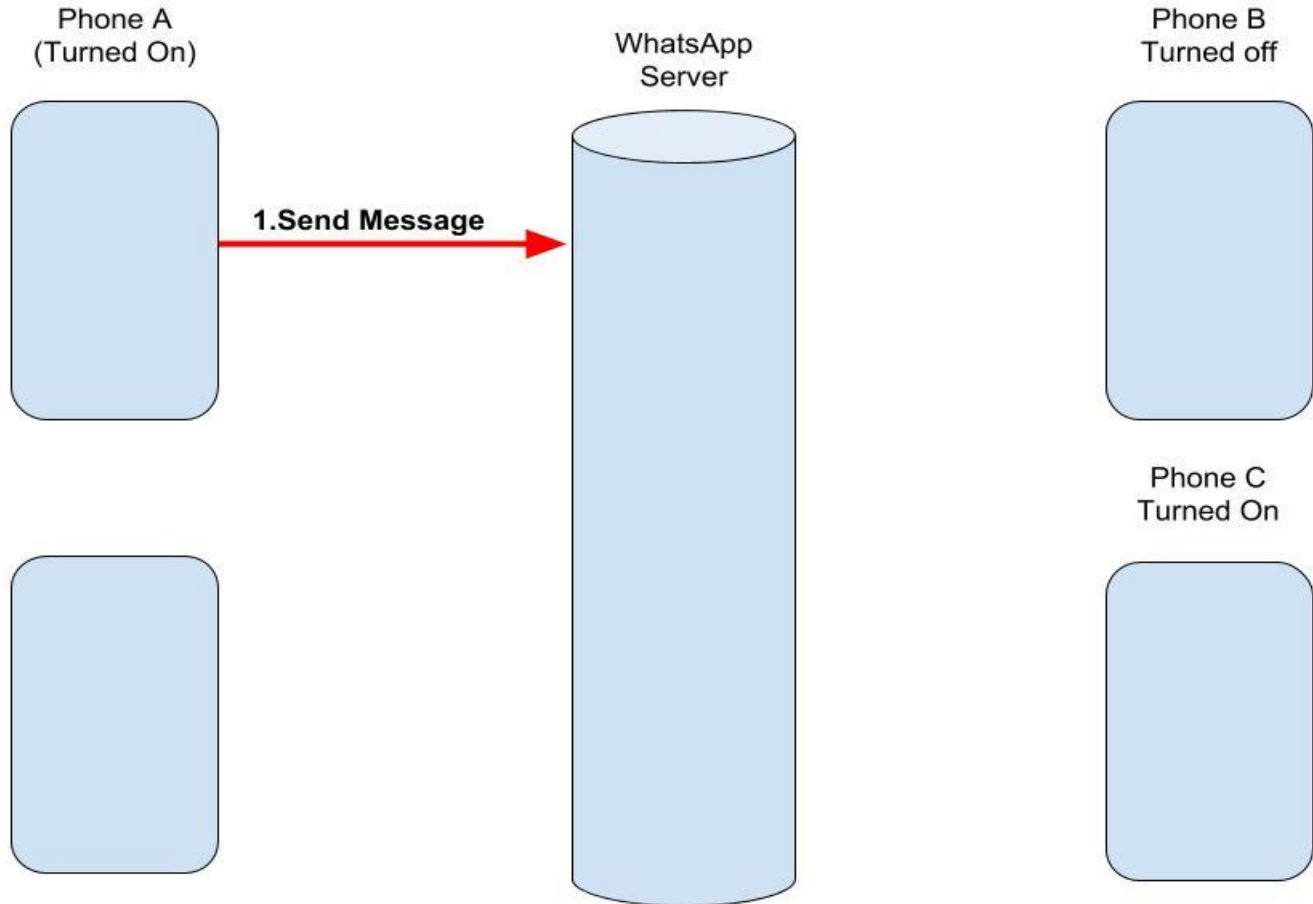 Phone A
(Turned On)
WhatsApp
Server
Phone B
Turned off
1.Send Message
Phone C
Turned On